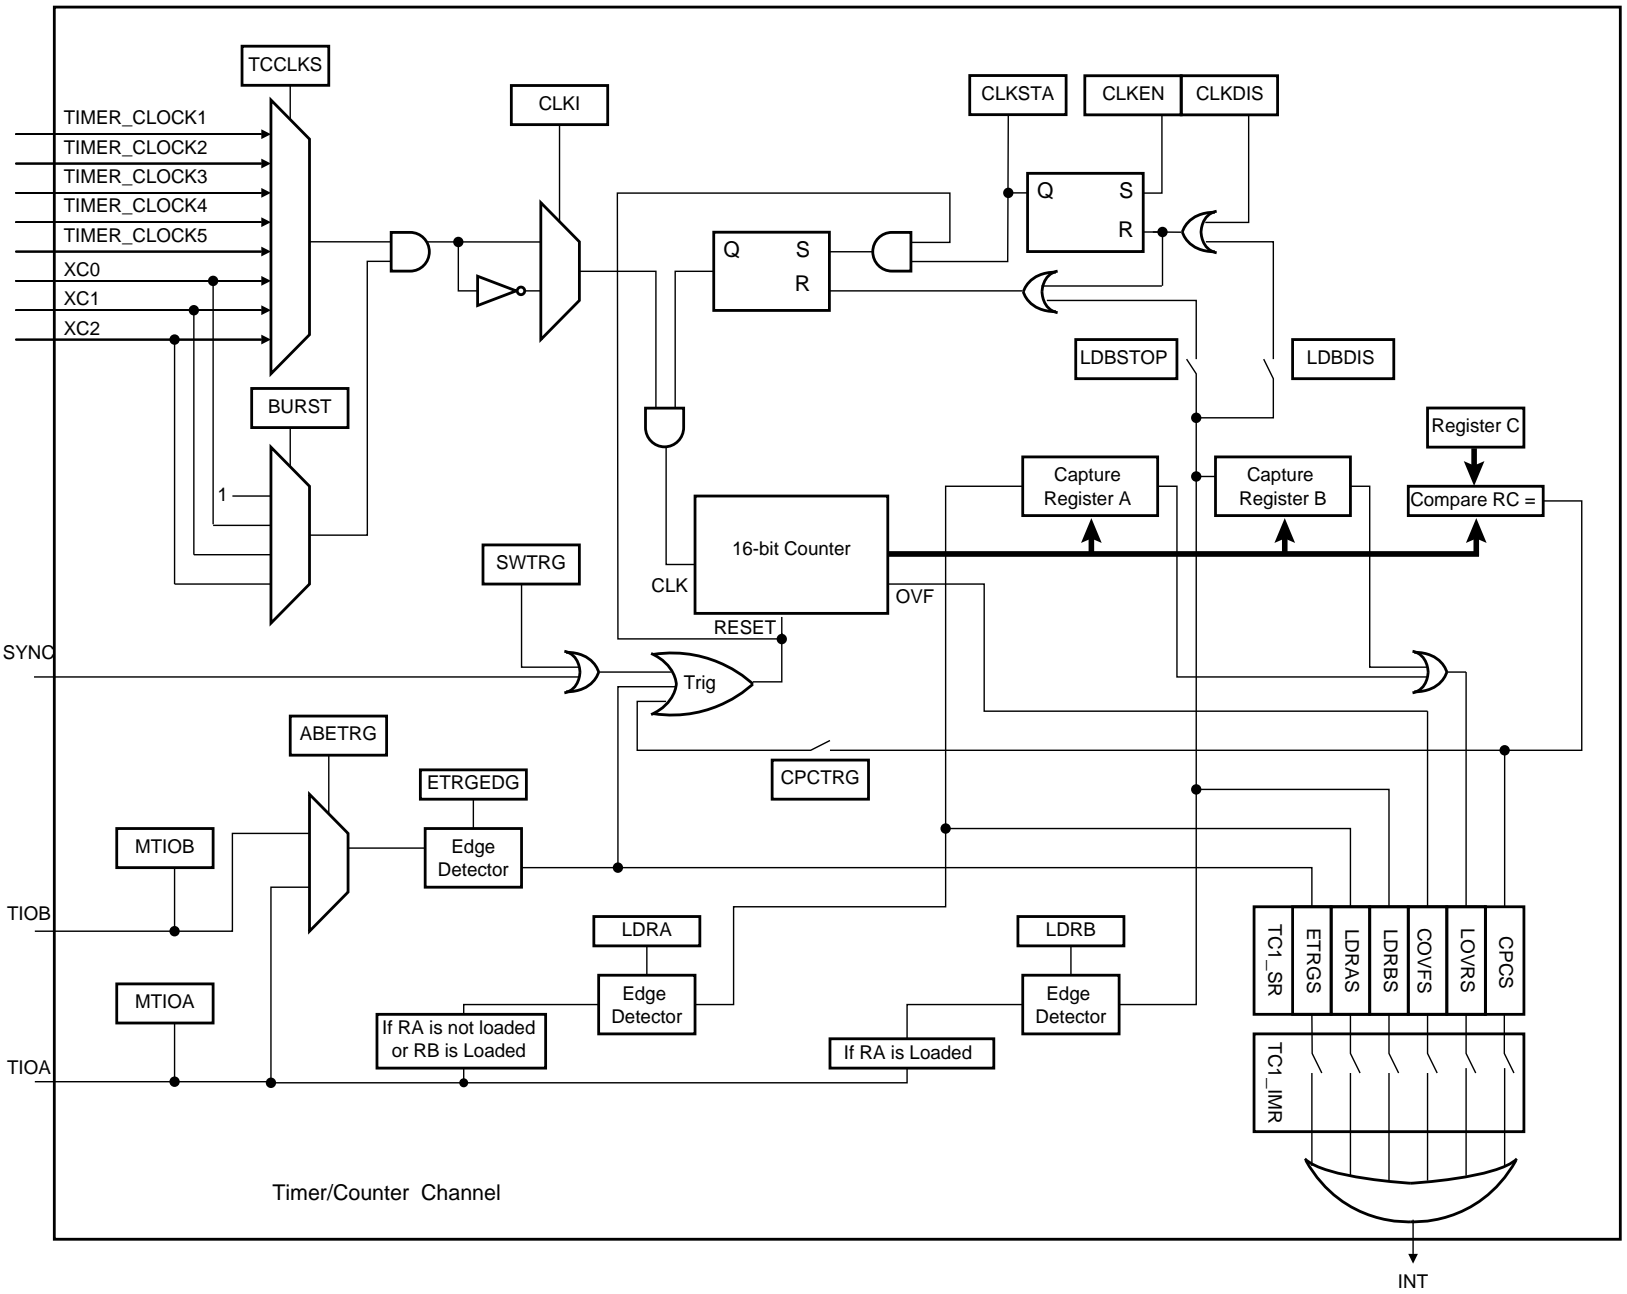 TCCLKS
TIMER_CLOCK1
TIMER_CLOCK2
TIMER_CLOCK3
TIMER_CLOCK4
TIMER_CLOCK5
XC0
XC1
XC2
CLKI
CLKSTA
CLKEN
CLKDIS
Q
S
R
Q
S
R
LDBSTOP
LDBDIS
BURST
1
Register C
Capture
Register A
Capture
Register B
Compare RC =
16-bit Counter
CLK
OVF
RESET
SWTRG
SYNC
Trig
ABETRG
CPCTRG
ETRGEDG
MTIOB
Edge
Detector
TIOB
LDRA
LDRB
MTIOA
Edge
Detector
Edge
Detector
If RA is not loaded
or RB is Loaded
If RA is Loaded
TIOA
TC1_SR
ETRGS
LDRAS
LDRBS
COVFS
LOVRS
CPCS
TC1_IMR
Timer/Counter Channel
INT